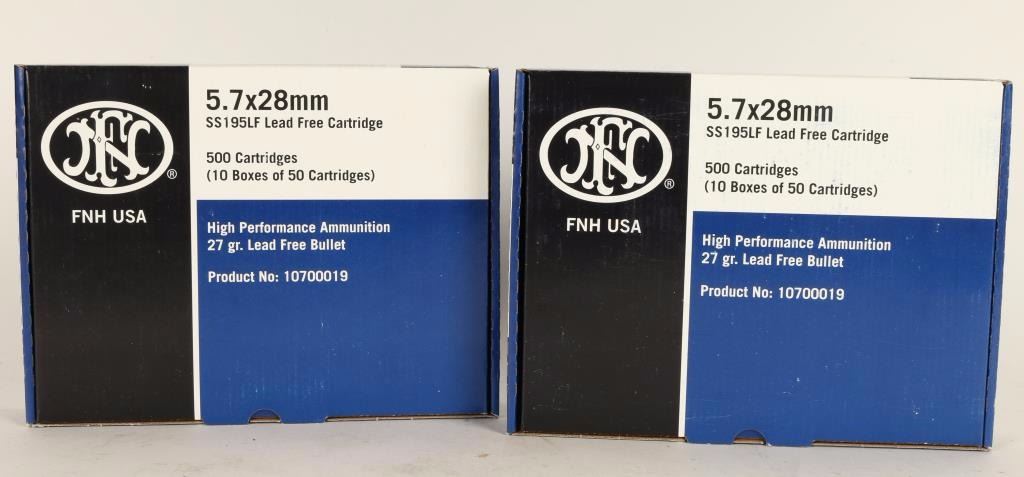 FN
®
FNH USA
5.7x28mm
SS195LF Lead Free Cartridge
500 Cartridges
(10 Boxes of 50 Cartridges)
High Performance Ammunition
27 gr. Lead Free Bullet
Product No: 10700019
FN
®
FNH USA
5.7x28mm
SS195LF Lead Free Cartridge
500 Cartridges
(10 Boxes of 50 Cartridges)
High Performance Ammunition
27 gr. Lead Free Bullet
Product No: 10700019